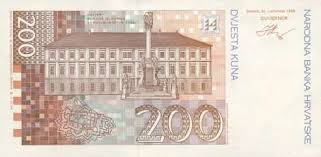 200
DVJESTA KUNA
GUVERNER
NARODNA BANKA HRVATSKE
200